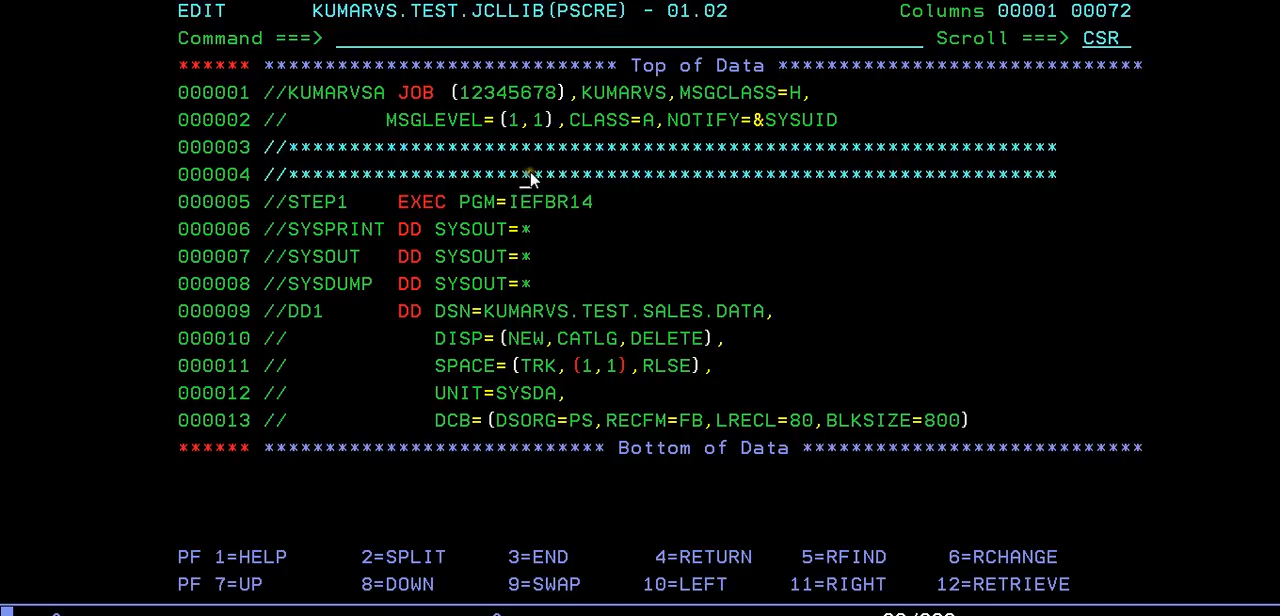 EDIT       KUMARVS.TEST.JCLLIB(PSCRE) - 01.02              Columns 00001 00072
Command ===>                                                  Scroll ===> CSR
****** ***************************** Top of Data ******************************
000001 //KUMARVSA JOB (12345678),KUMARVS,MSGCLASS=H,
000002 //        MSGLEVEL=(1,1),CLASS=A,NOTIFY=&SYSUID
000003 //***************************************************************
000004 //***************************************************************
000005 //STEP1    EXEC PGM=IEFBR14
000006 //SYSPRINT DD SYSOUT=*
000007 //SYSOUT   DD SYSOUT=*
000008 //SYSDUMP  DD SYSOUT=*
000009 //DD1      DD DSN=KUMARVS.TEST.SALES.DATA,
000010 //            DISP=(NEW,CATLG,DELETE),
000011 //            SPACE=(TRK,(1,1),RLSE),
000012 //            UNIT=SYSDA,
000013 //            DCB=(DSORG=PS,RECFM=FB,LRECL=80,BLKSIZE=800)
****** **************************** Bottom of Data ****************************
PF 1=HELP      2=SPLIT     3=END       4=RETURN    5=RFIND     6=RCHANGE
PF 7=UP        8=DOWN      9=SWAP     10=LEFT     11=RIGHT    12=RETRIEVE